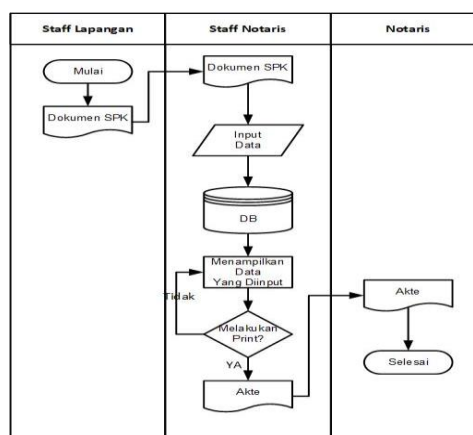 Staff Lapangan
Staff Notaris
Notaris
Mulai
Dokumen SPK
Dokumen SPK
Input
Data
DB
Menampilkan
Data
Yang Diinput
Tidak
Melakukan
Print?
YA
Akte
Akte
Selesai